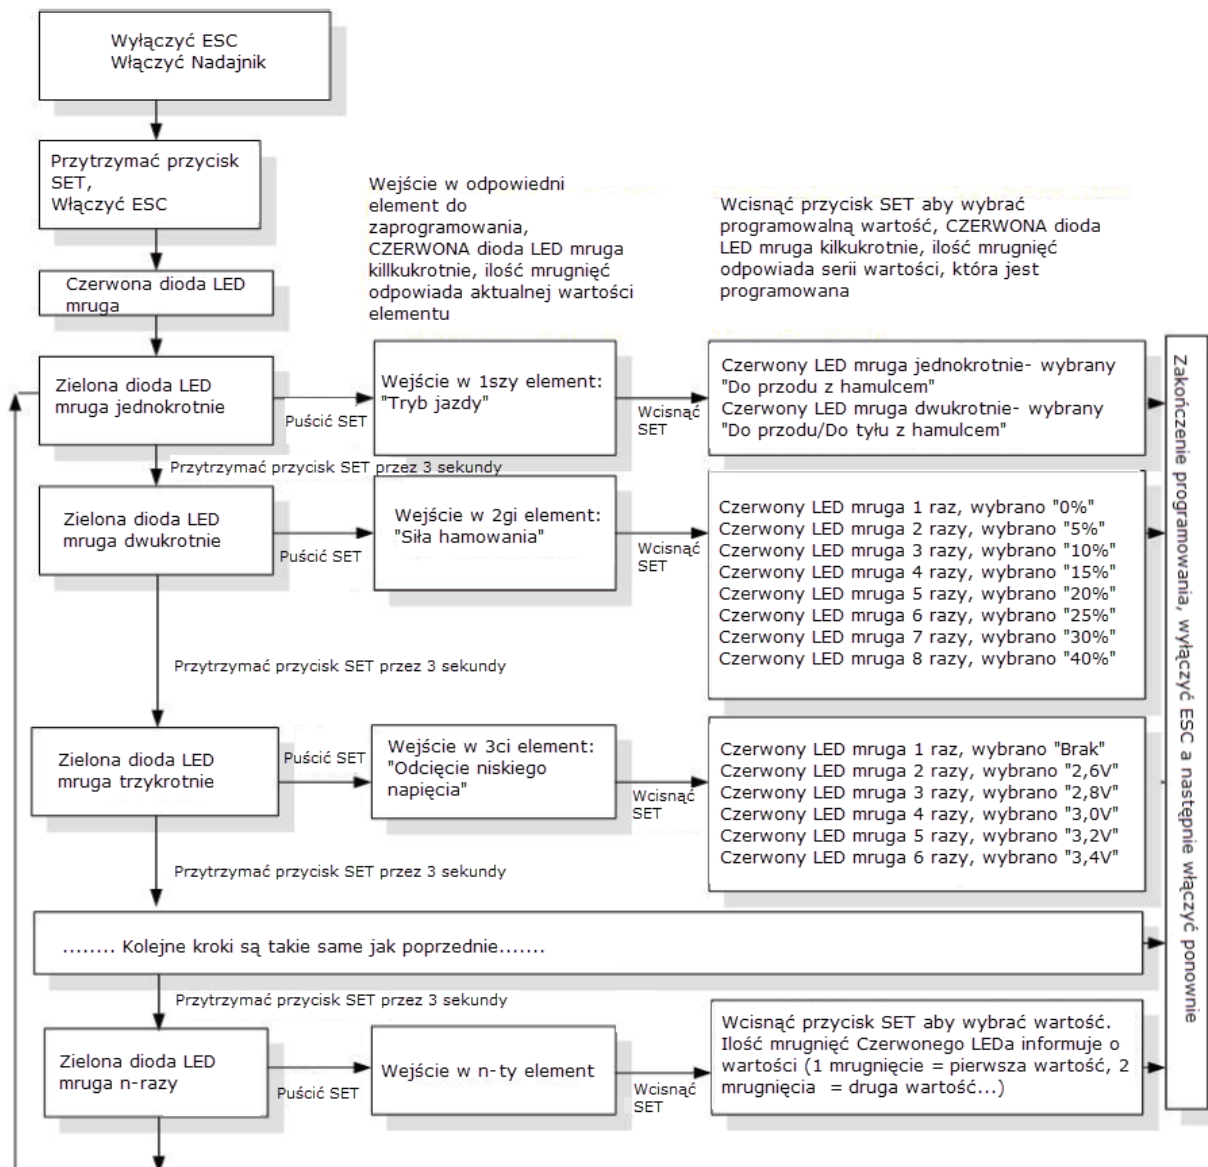 Wyłączyć ESC
Włączyć Nadajnik
Przytrzymać przycisk
SET,
Włączyć ESC
Wejście w odpowiedni
element do
zaprogramowania,
CZERWONA dioda LED mruga
killkukrotnie, ilość mrugnięć
odpowiada aktualnej wartości
elementu
Wcisnąć przycisk SET aby wybrać
programowalną wartość, CZERWONA dioda
LED mruga kilkukrotnie, ilość mrugnięć
odpowiada serii wartości, która jest
programowana
Czerwona dioda LED
mruga
Zielona dioda LED
mruga jednokrotnie
Puścić SET
Wejście w 1szy element:
"Tryb jazdy"
Wcisnąć
SET
Czerwony LED mruga jednokrotnie- wybrany
"Do przodu z hamulcem"
Czerwony LED mruga dwukrotnie- wybrany
"Do przodu/Do tyłu z hamulcem"
Przytrzymać przycisk SET przez 3 sekundy
Zielona dioda LED
mruga dwukrotnie
Puścić SET
Wejście w 2gi element:
"Siła hamowania"
Wcisnąć
SET
Czerwony LED mruga 1 raz, wybrano "0%"
Czerwony LED mruga 2 razy, wybrano "5%"
Czerwony LED mruga 3 razy, wybrano "10%"
Czerwony LED mruga 4 razy, wybrano "15%"
Czerwony LED mruga 5 razy, wybrano "20%"
Czerwony LED mruga 6 razy, wybrano "25%"
Czerwony LED mruga 7 razy, wybrano "30%"
Czerwony LED mruga 8 razy, wybrano "40%"
Przytrzymać przycisk SET przez 3 sekundy
Zielona dioda LED
mruga trzykrotnie
Puścić SET
Wejście w 3ci element:
"Odcięcie niskiego
napięcia"
Wcisnąć
SET
Czerwony LED mruga 1 raz, wybrano "Brak"
Czerwony LED mruga 2 razy, wybrano "2,6V"
Czerwony LED mruga 3 razy, wybrano "2,8V"
Czerwony LED mruga 4 razy, wybrano "3,0V"
Czerwony LED mruga 5 razy, wybrano "3,2V"
Czerwony LED mruga 6 razy, wybrano "3,4V"
Przytrzymać przycisk SET przez 3 sekundy
........ Kolejne kroki są takie same jak poprzednie.......
Przytrzymać przycisk SET przez 3 sekundy
Zielona dioda LED
mruga n-razy
Puścić SET
Wejście w n-ty element
Wcisnąć
SET
Wcisnąć przycisk SET aby wybrać wartość.
Ilość mrugnięć Czerwonego LEDa informuje o
wartości (1 mrugnięcie = pierwsza wartość, 2
mrugnięcia = druga wartość...)
Zakończenie programowania, wyłączyć ESC a następnie włączyć ponownie